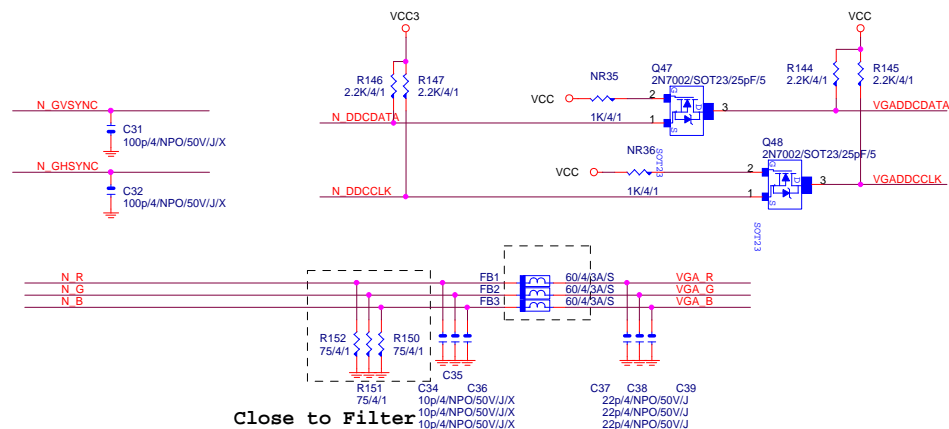 VCC3
VCC
R146
2.2K/4/1
R147
2.2K/4/1
NR35
VCC
1K/4/1
Q47
2N7002/SOT23/25pF/5
G
D
S
2
1
3
R144
2.2K/4/1
R145
2.2K/4/1
N_GVSYNC
C31
100p/4/NPO/50V/J/X
N_DDCDATA
VGADDCDATA
N_GHSYNC
C32
100p/4/NPO/50V/J/X
NR36
VCC
1K/4/1
SOT23
Q48
2N7002/SOT23/25pF/5
G
D
S
2
1
3
N_DDCCLK
VGADDCCLK
SOT23
N_R
N_G
N_B
FB1
FB2
FB3
60/4/3A/S
60/4/3A/S
60/4/3A/S
VGA_R
VGA_G
VGA_B
R152
75/4/1
R150
75/4/1
R151
75/4/1
C35
C34
C36
10p/4/NPO/50V/J/X
10p/4/NPO/50V/J/X
10p/4/NPO/50V/J/X
C37
C38
C39
22p/4/NPO/50V/J
22p/4/NPO/50V/J
22p/4/NPO/50V/J
Close to Filter